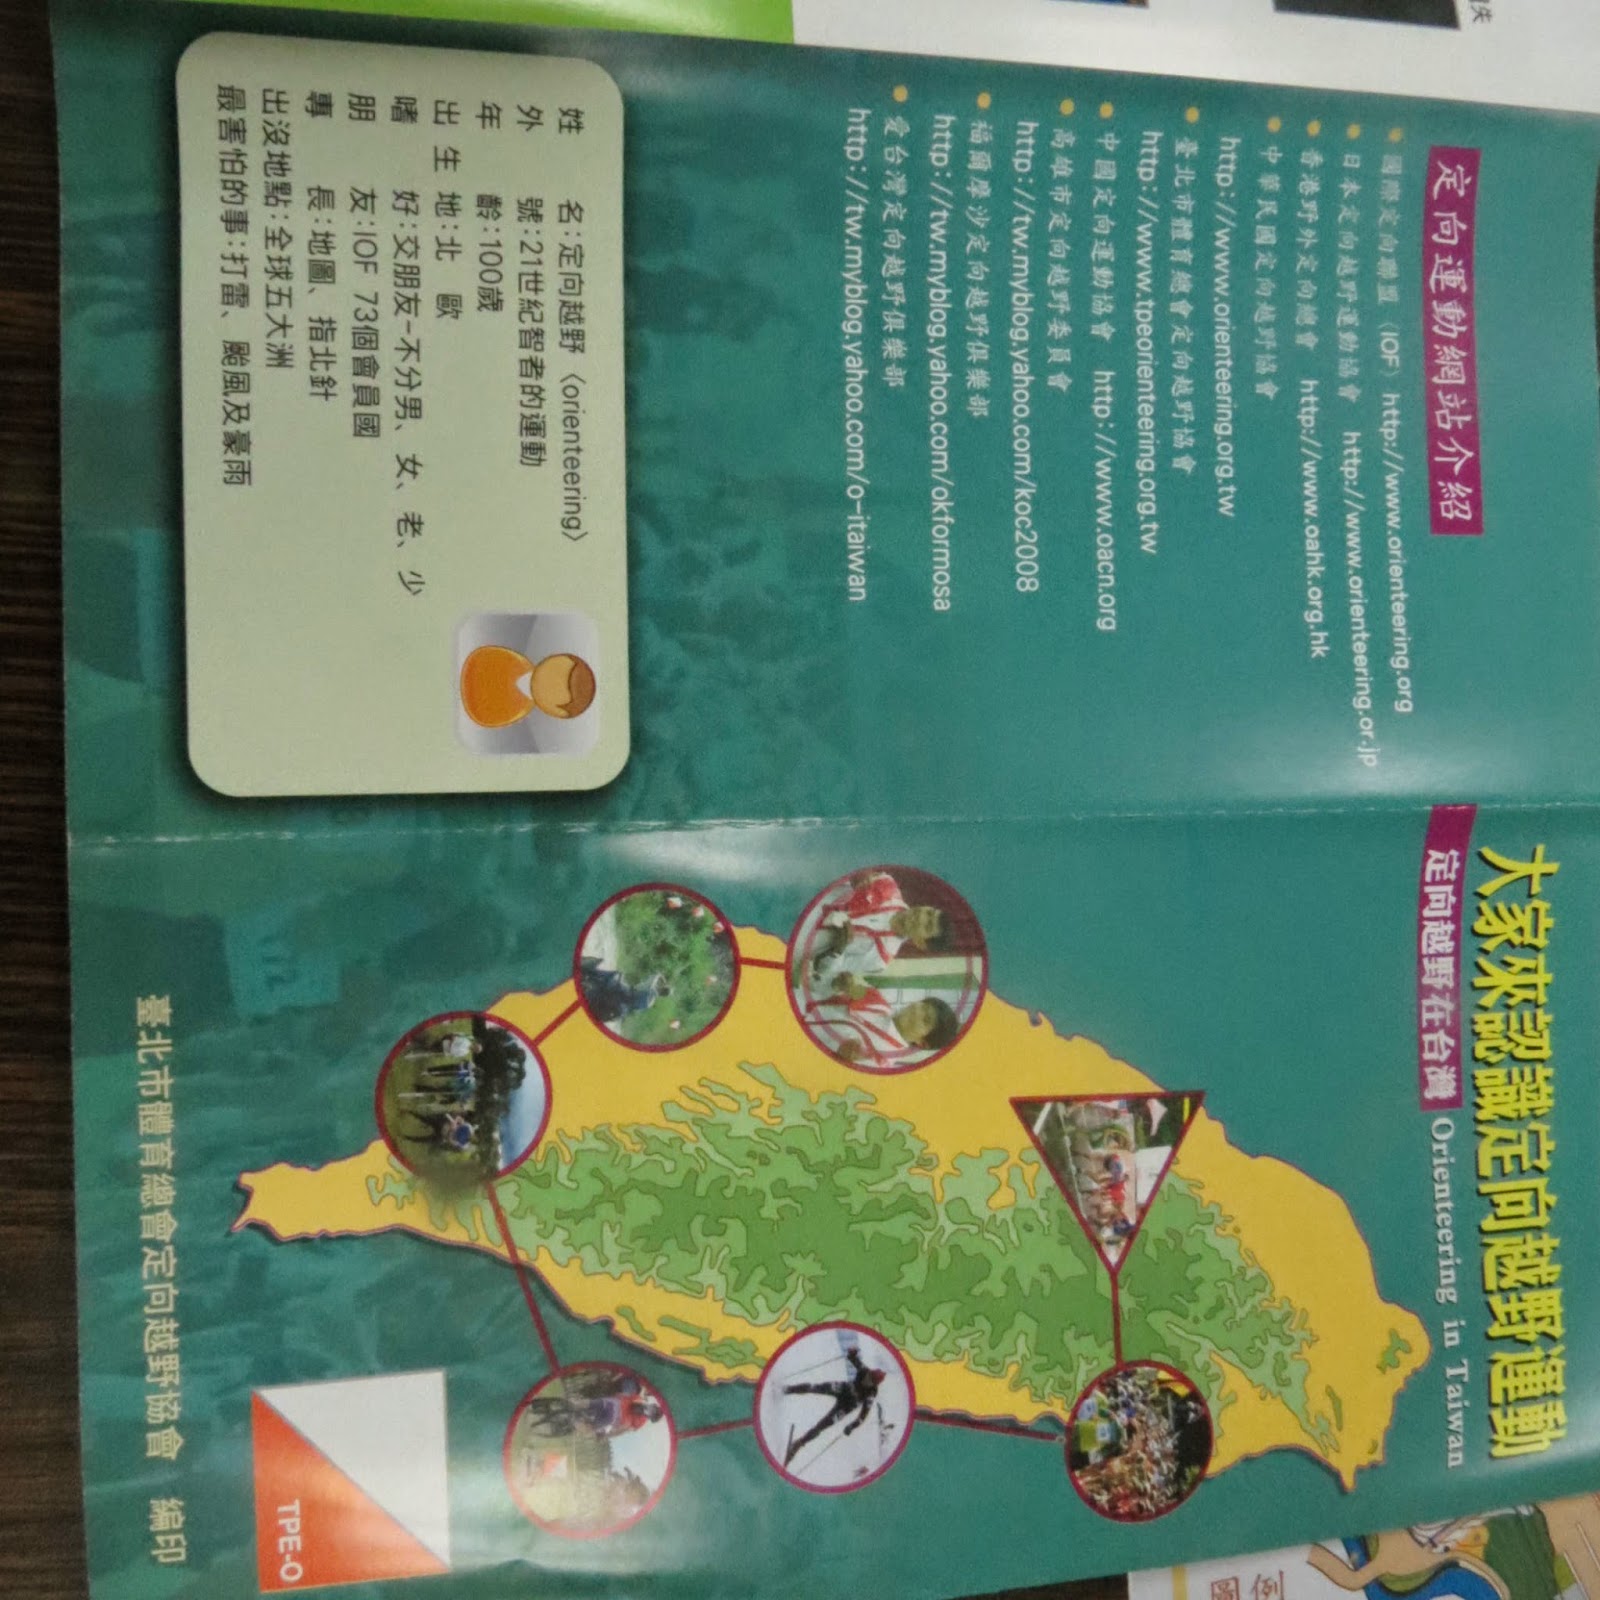 定向運動網站介紹
國際定向聯盟〈IOF〉http://www.orienteering.org
日本定向越野運動協會 http://www.orienteering.or.jp
香港野外定向總會 http://www.oahk.org.hk
中華民國定向越野協會
http://www.orienteering.org.tw
臺北市體育總會定向越野協會
http://www.tpeorienteering.org.tw
中國定向運動協會 http://www.oacn.org
高雄市定向越野委員會
http://tw.myblog.yahoo.com/koc2008
福爾摩沙定向越野俱樂部
http://tw.myblog.yahoo.com/okformosa
愛台灣定向越野俱樂部
http://tw.myblog.yahoo.com/o-itaiwan
姓 名:定向越野〈orienteering〉
外 號:21世紀智者的運動
年 齡:100歲
出 生 地:北 歐
嗜 好:交朋友-不分男、女、老、少
朋 友:IOF 73個會員國
專 長:地圖、指北針
出沒地點:全球五大洲
最害怕的事:打雷、颱風及豪雨
大家來認識定向越野運動
定向越野在台灣 Orienteering in Taiwan
TPE-O
臺北市體育總會定向越野協會 編印
圖例